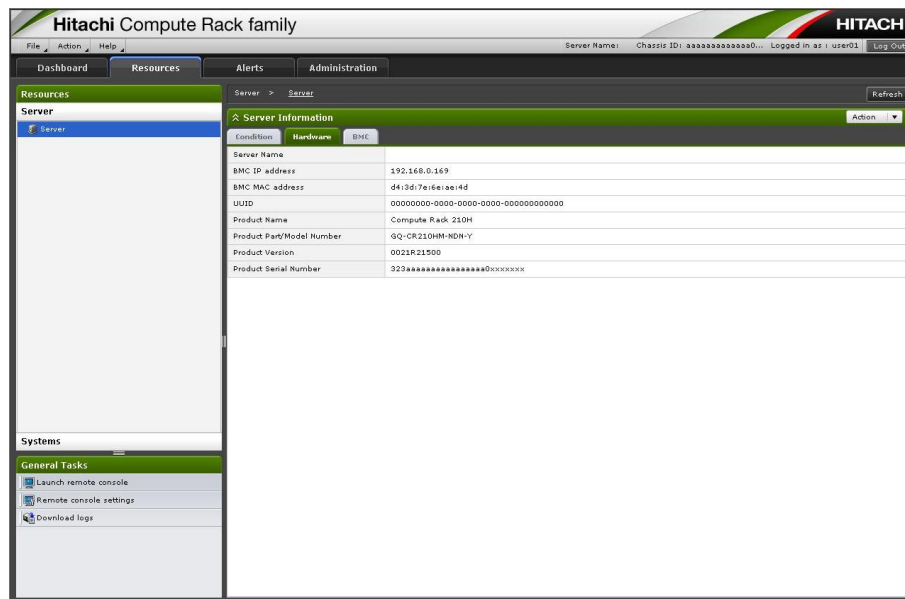 Hitachi Compute Rack family
HITACH
File Action Help Server Name: Chassis ID: aaaaaaaaaaaaa0... Logged in as : user01 Log Out
Dashboard Resources Alerts Administration
Resources
Server > Server Refresh
Server
Server Information Action
Server
Condition Hardware BMC
Server Name
BMC IP address 192.168.0.169
BMC MAC address d4:3d:7e:6e:ae:4d
UUID 00000000-0000-0000-0000-000000000000
Product Name Compute Rack 210H
Product Part/Model Number GQ-CR210HM-NDN-Y
Product Version 0021R21500
Product Serial Number 323aaaaaaaaaaaaaaaa0xxxxxxx
Systems
General Tasks
Launch remote console
Remote console settings
Download logs